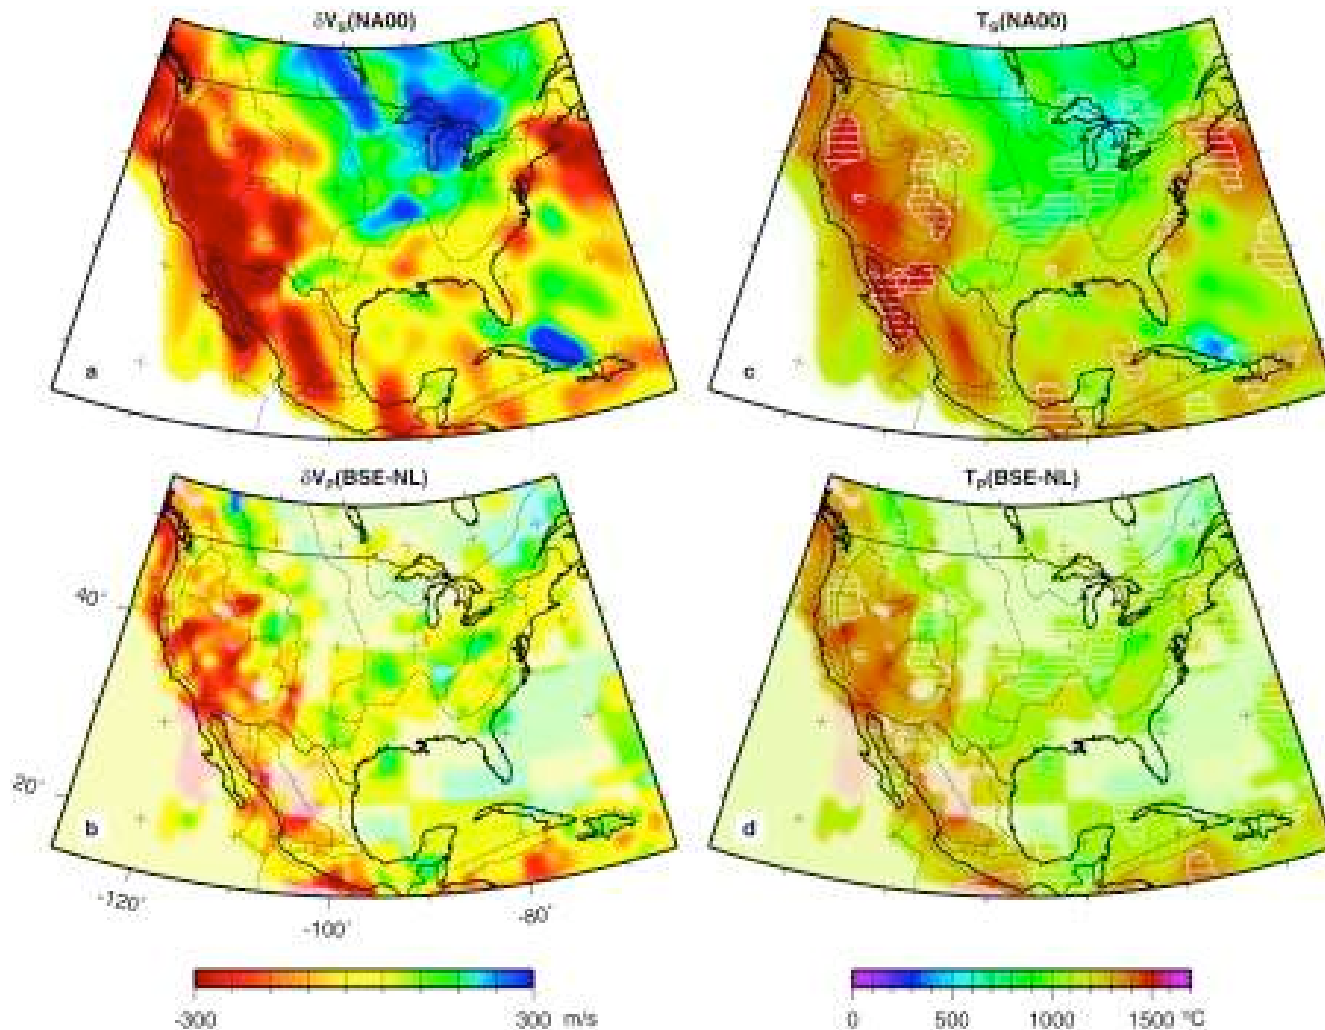 δVS(NA00)
TS(NA00)
a
c
δVP(BSE-NL)
TP(BSE-NL)
40°
20°
b
d
-120°
-100°
-80°
-300 300 m/s
0 500 1000 1500 °C